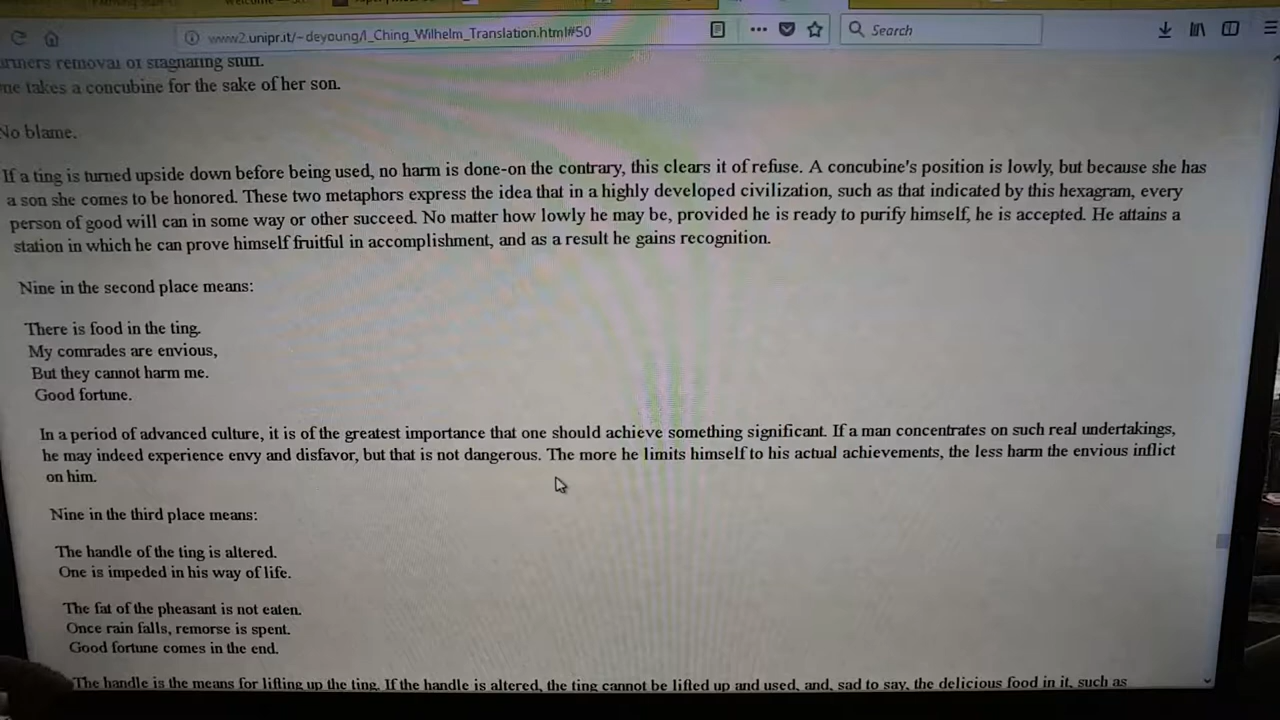 www2.unipr.it/~deyoung/I_Ching_Wilhelm_Translation.html#50
Search
removal of stagnating stuff.
takes a concubine for the sake of her son.
No blame.
If a ting is turned upside down before being used, no harm is done-on the contrary, this clears it of refuse. A concubine's position is lowly, but because she has
a son she comes to be honored. These two metaphors express the idea that in a highly developed civilization, such as that indicated by this hexagram, every
person of good will can in some way or other succeed. No matter how lowly he may be, provided he is ready to purify himself, he is accepted. He attains a
station in which he can prove himself fruitful in accomplishment, and as a result he gains recognition.
Nine in the second place means:
There is food in the ting.
My comrades are envious,
But they cannot harm me.
Good fortune.
In a period of advanced culture, it is of the greatest importance that one should achieve something significant. If a man concentrates on such real undertakings,
he may indeed experience envy and disfavor, but that is not dangerous. The more he limits himself to his actual achievements, the less harm the envious inflict
on him.
Nine in the third place means:
The handle of the ting is altered.
One is impeded in his way of life.
The fat of the pheasant is not eaten.
Once rain falls, remorse is spent.
Good fortune comes in the end.
The handle is the means for lifting up the ting. If the handle is altered, the ting cannot be lifted up and used, and, sad to say, the delicious food in it, such as